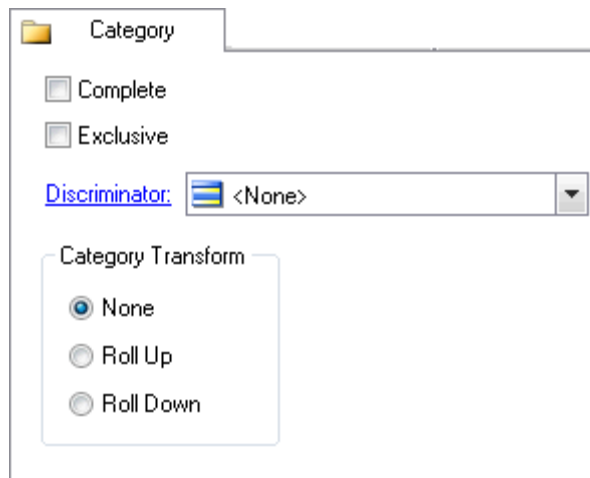 Category
Complete
Exclusive
Discriminator: <None>
Category Transform
None
Roll Up
Roll Down